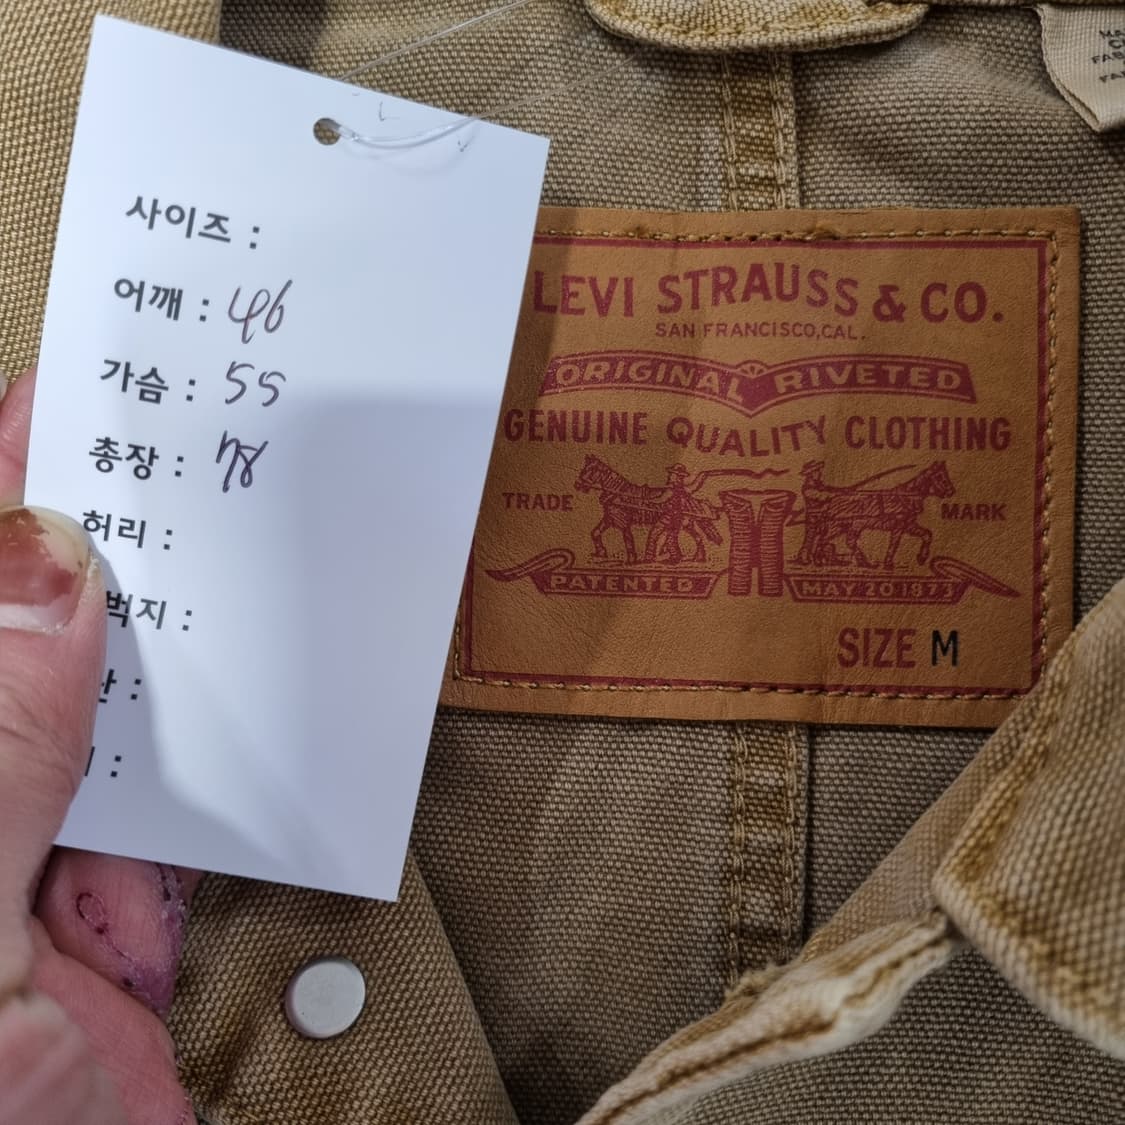 사이즈 :
어깨 : 46
가슴 : 55
총장 : 78
허리 :
벅지 :
:
:
LEVI STRAUSS & CO.
SAN FRANCISCO, CAL.
ORIGINAL RIVETED
GENUINE QUALITY CLOTHING
TRADE MARK
PATENTED MAY 20 1873
SIZE M